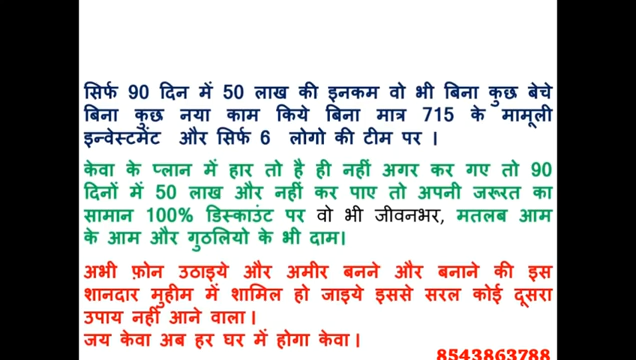 सिर्फ 90 दिन में 50 लाख की इनकम वो भी बिना कुछ बेचे
बिना कुछ नया काम किये बिना मात्र 715 के मामूली
इन्वेस्टमेंट और सिर्फ 6 लोगो की टीम पर ।
केवा के प्लान में हार तो है ही नहीं अगर कर गए तो 90
दिनों में 50 लाख और नहीं कर पाए तो अपनी जरूरत का
सामान 100% डिस्काउंट पर वो भी जीवनभर, मतलब आम
के आम और गुठलियो के भी दाम।
अभी फ़ोन उठाइये और अमीर बनने और बनाने की इस
शानदार मुहीम में शामिल हो जाइये इससे सरल कोई दूसरा
उपाय नहीं आने वाला ।
जय केवा अब हर घर में होगा केवा ।
8543863788